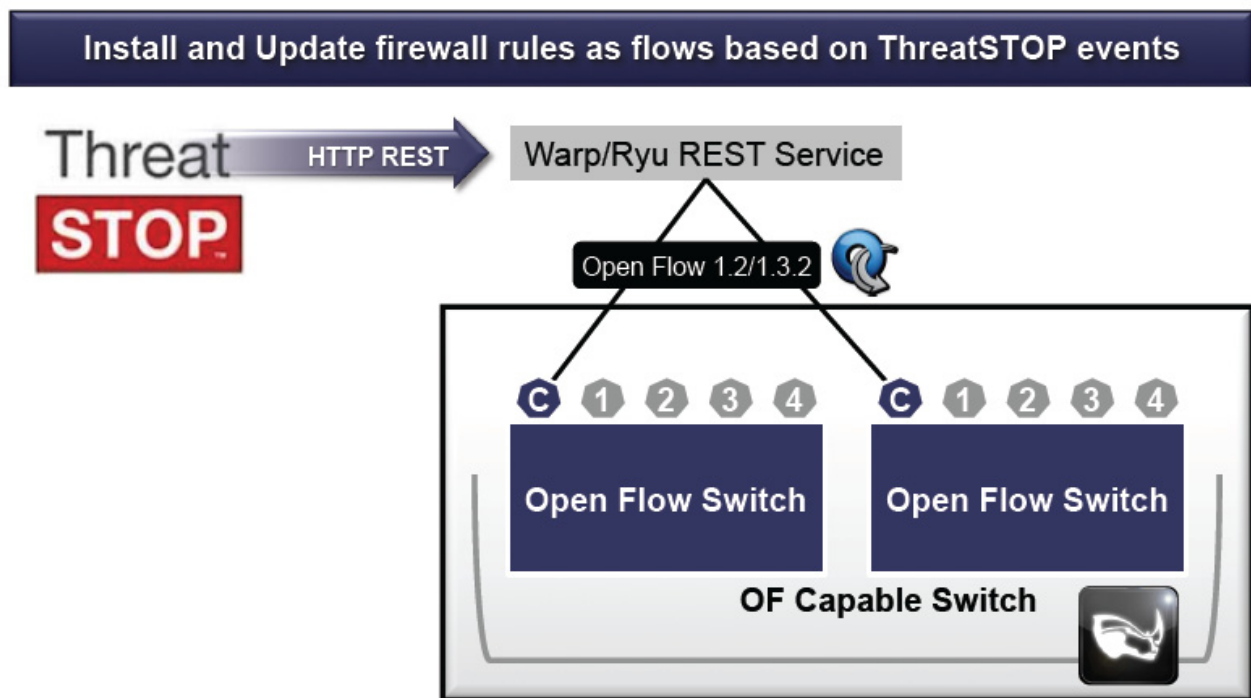 Install and Update firewall rules as flows based on ThreatSTOP events
Threat
STOP™
HTTP REST
Warp/Ryu REST Service
Open Flow 1.2/1.3.2
C 1 2 3 4
C 1 2 3 4
Open Flow Switch
Open Flow Switch
OF Capable Switch